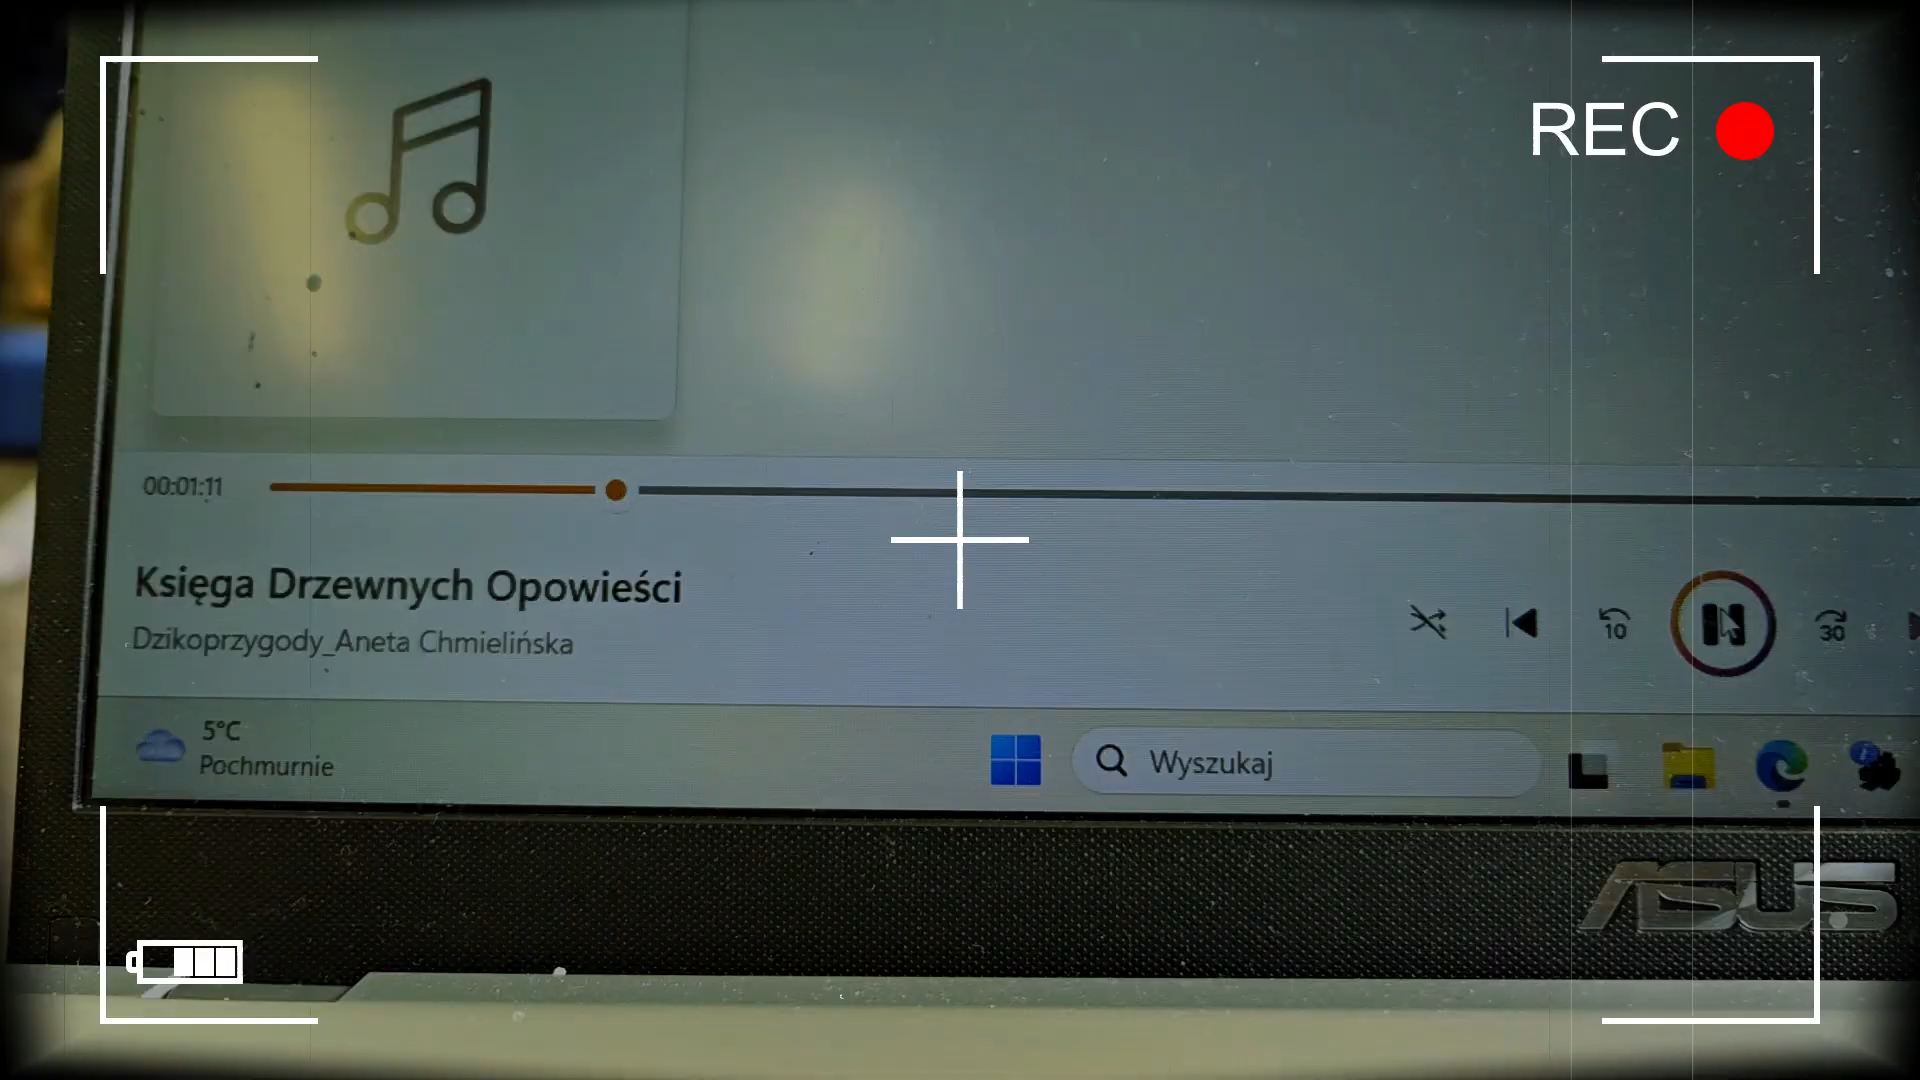 REC
00:01:11
Księga Drzewnych Opowieści
Dzikoprzygody_Aneta Chmielińska
10
30
5°C
Pochmurnie
Wyszukaj
ASUS